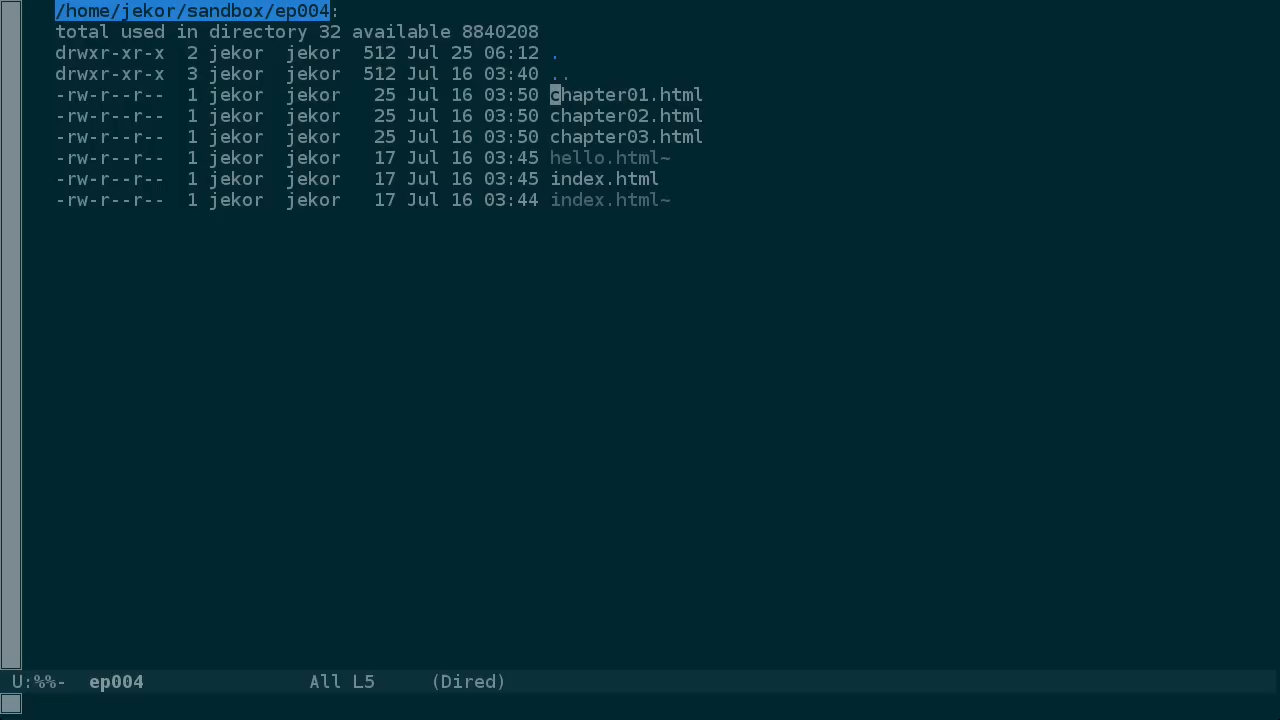 /home/jekor/sandbox/ep004:
total used in directory 32 available 8840208
drwxr-xr-x  2 jekor  jekor  512 Jul 25 06:12 .
drwxr-xr-x  3 jekor  jekor  512 Jul 16 03:40 ..
-rw-r--r--  1 jekor  jekor   25 Jul 16 03:50 chapter01.html
-rw-r--r--  1 jekor  jekor   25 Jul 16 03:50 chapter02.html
-rw-r--r--  1 jekor  jekor   25 Jul 16 03:50 chapter03.html
-rw-r--r--  1 jekor  jekor   17 Jul 16 03:45 hello.html~
-rw-r--r--  1 jekor  jekor   17 Jul 16 03:45 index.html
-rw-r--r--  1 jekor  jekor   17 Jul 16 03:44 index.html~
U:%%-  ep004               All L5     (Dired)